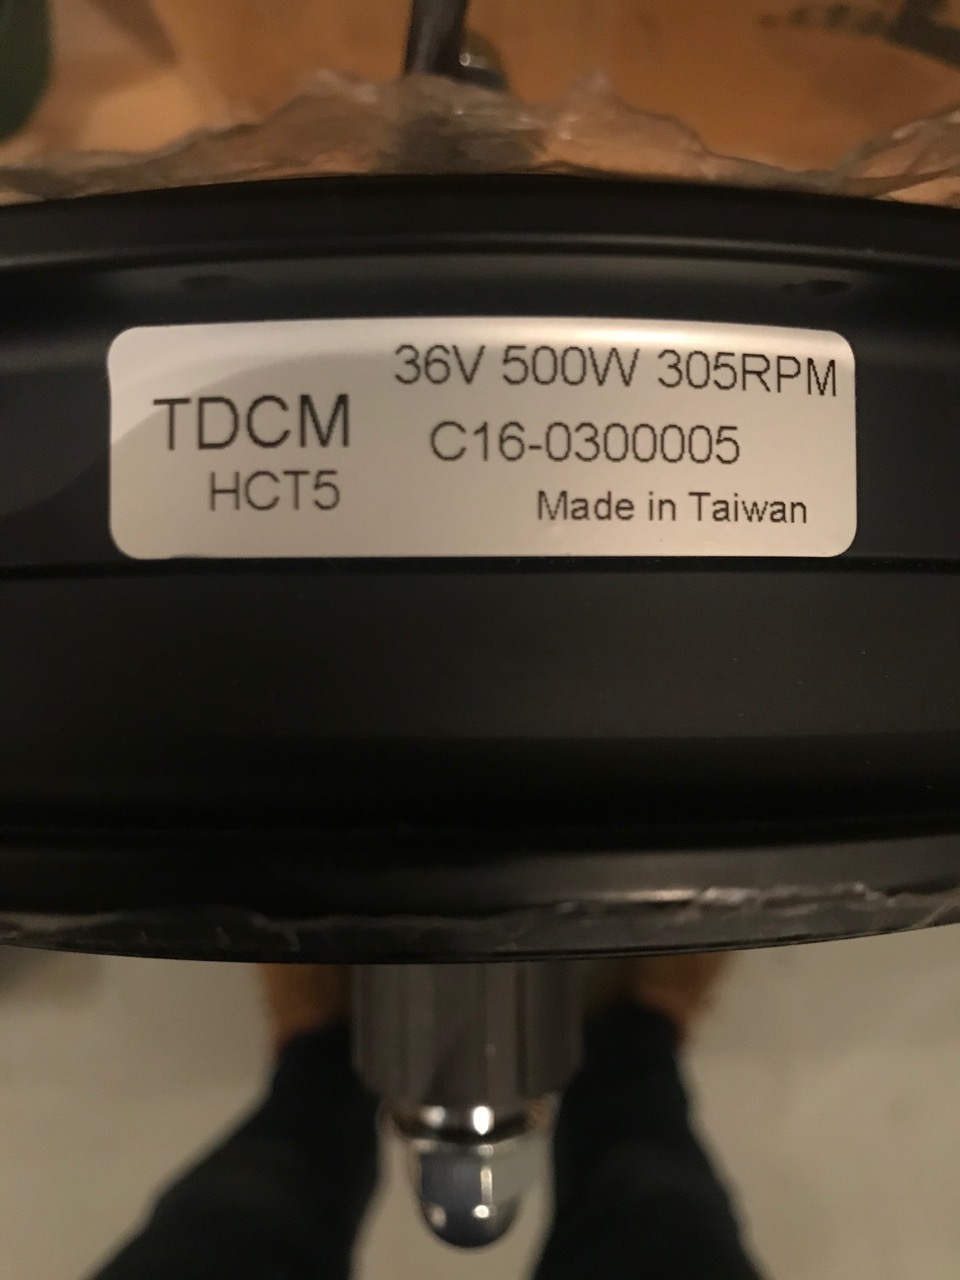 36V 500W 305RPM
TDCM
C16-0300005
HCT5
Made in Taiwan